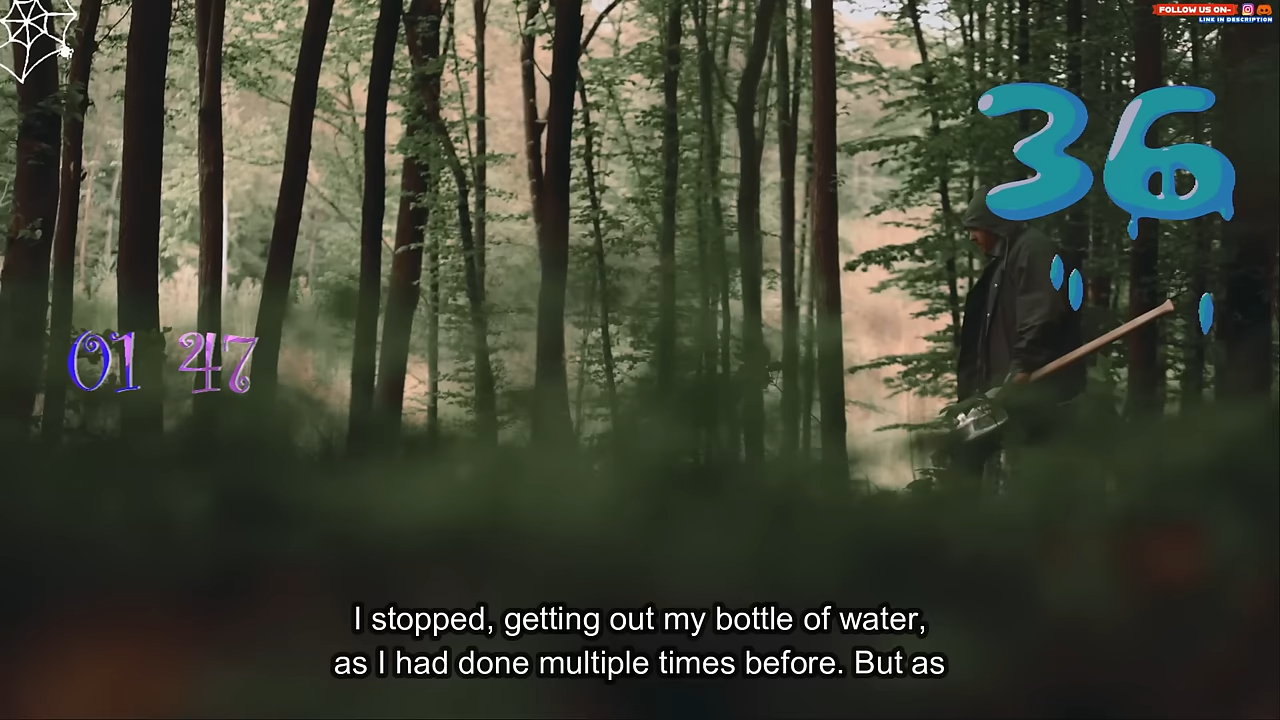 FOLLOW US ON-
LINK IN DESCRIPTION
36
01 47
I stopped, getting out my bottle of water,
as I had done multiple times before. But as